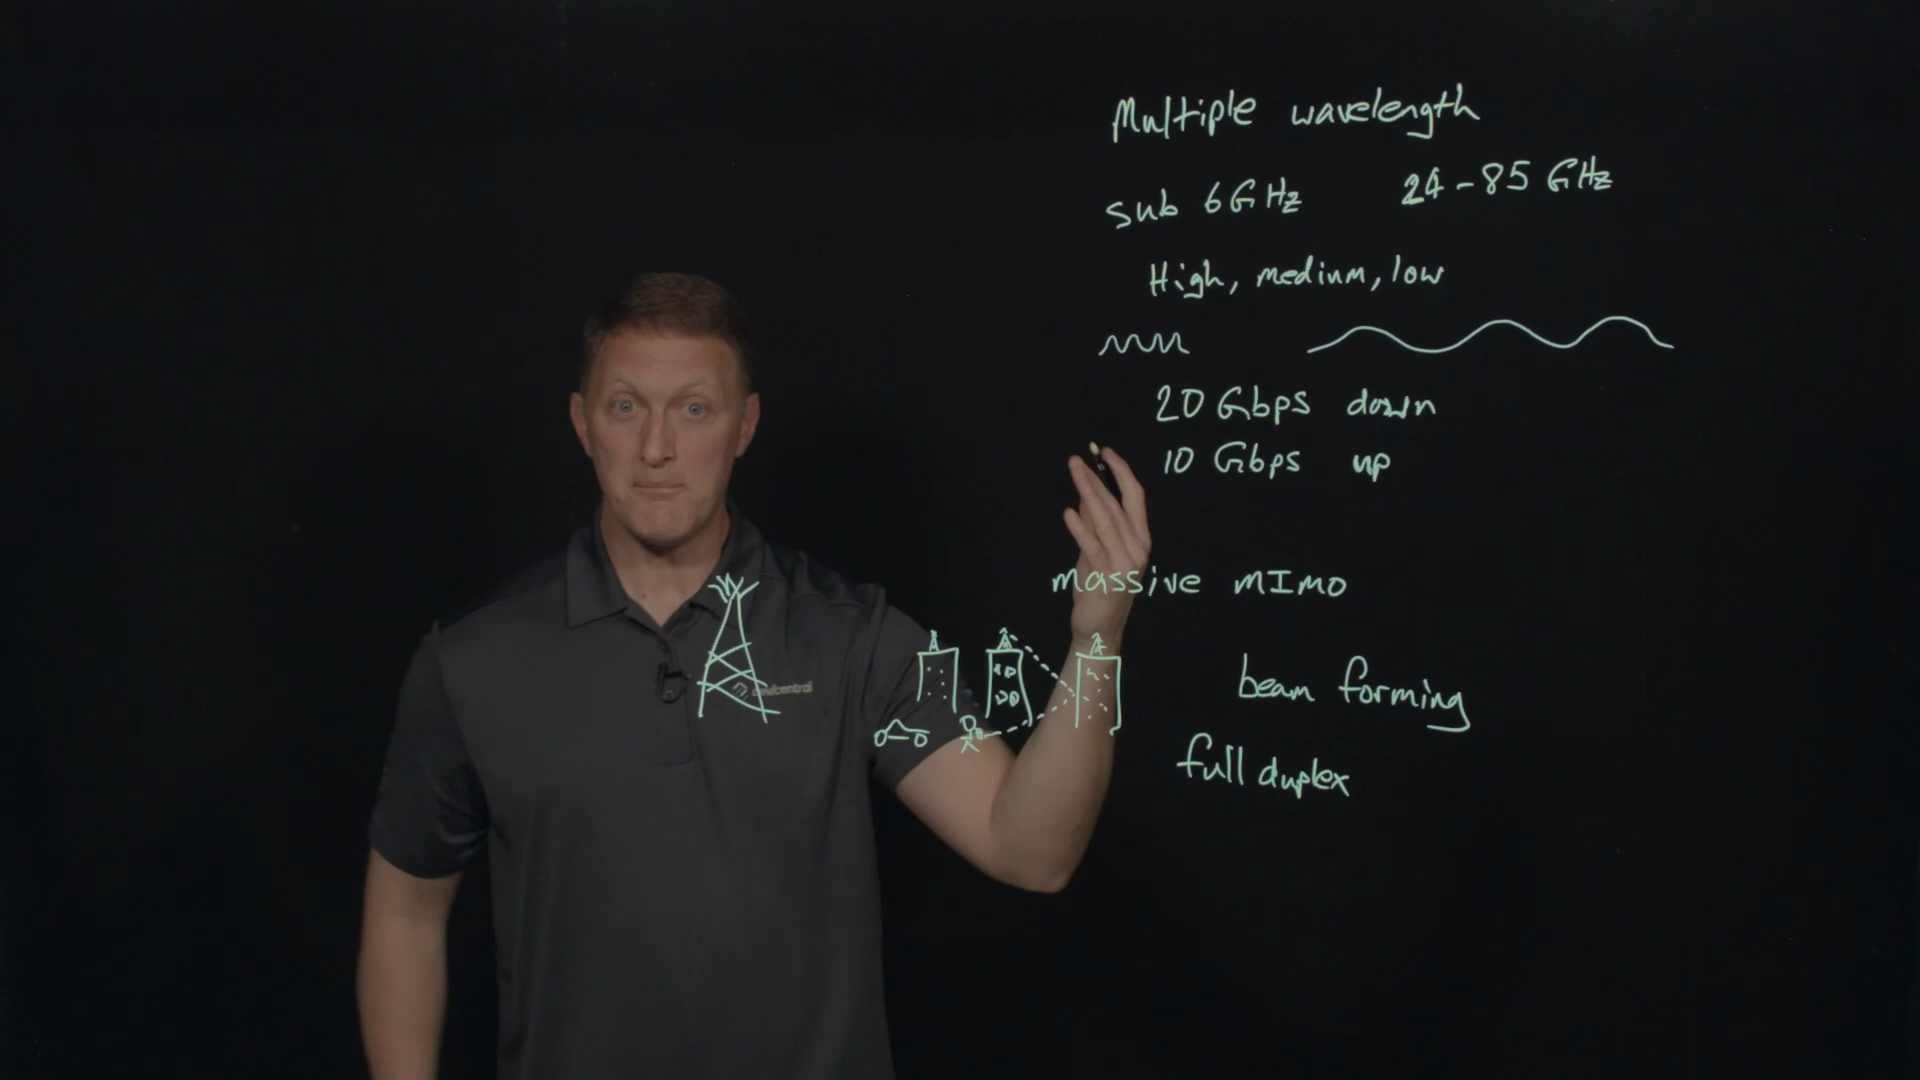 Multiple wavelength
sub 6GHz 24-85 GHz
High, medium, low
20 Gbps down
10 Gbps up
massive MIMO
beam forming
full duplex
devcentral